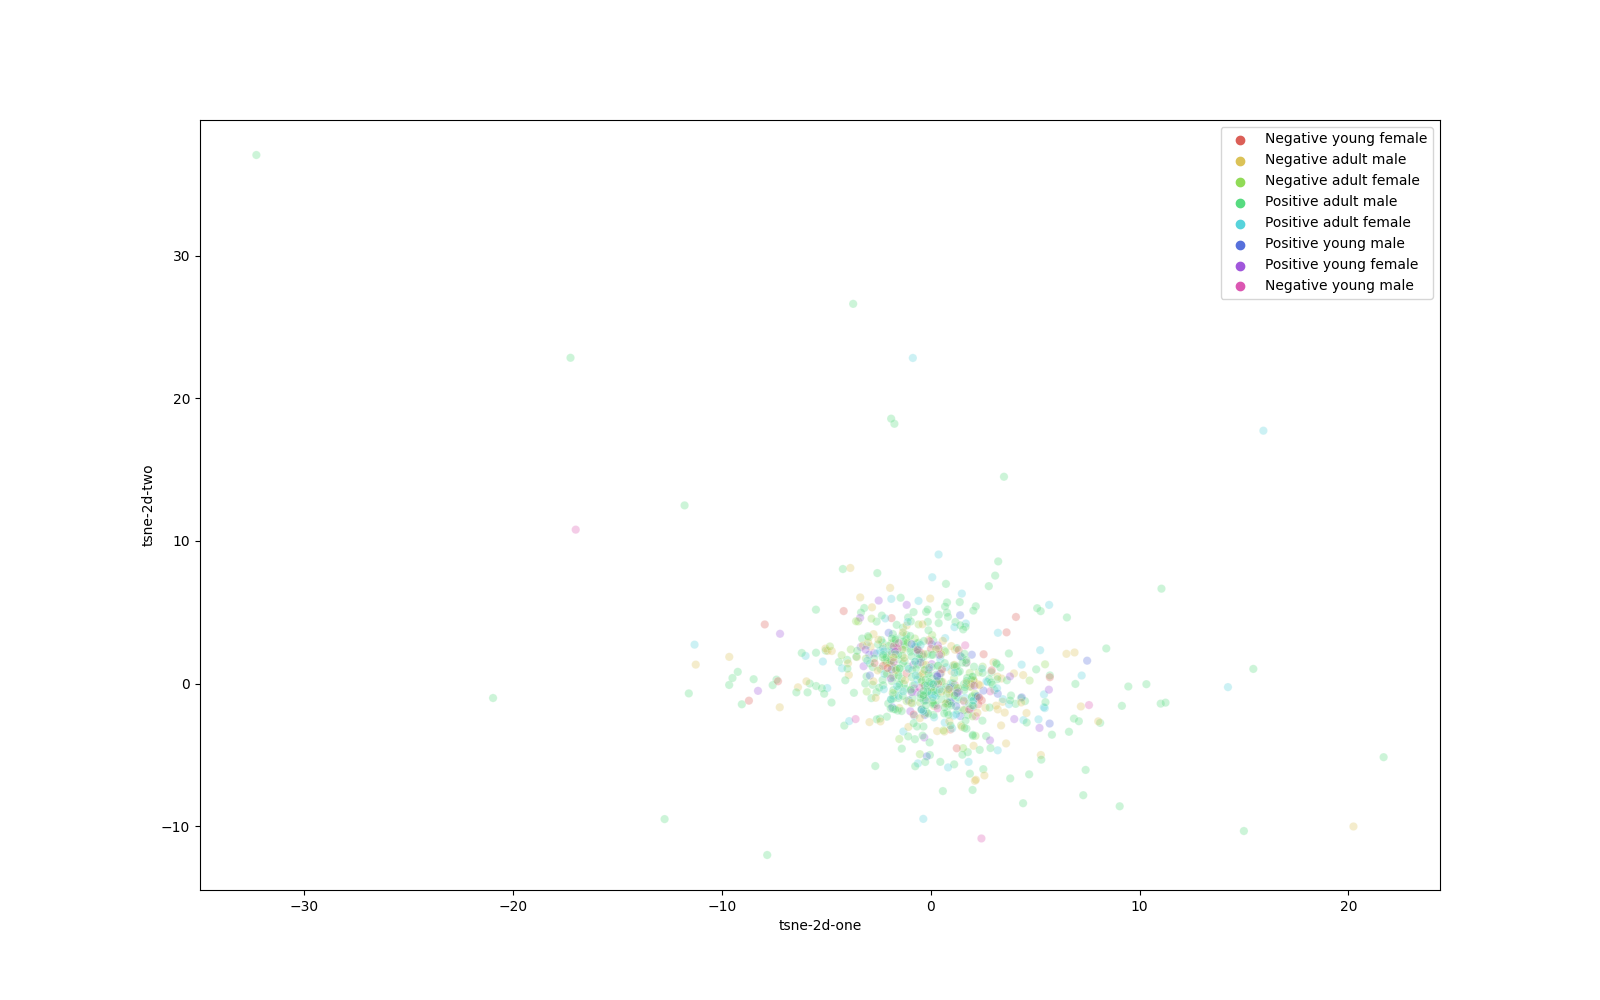 Negative young female
Negative adult male
Negative adult female
Positive adult male
Positive adult female
Positive young male
Positive young female
Negative young male
30
20
10
0
−10
tsne-2d-two
−30 −20 −10 0 10 20
tsne-2d-one